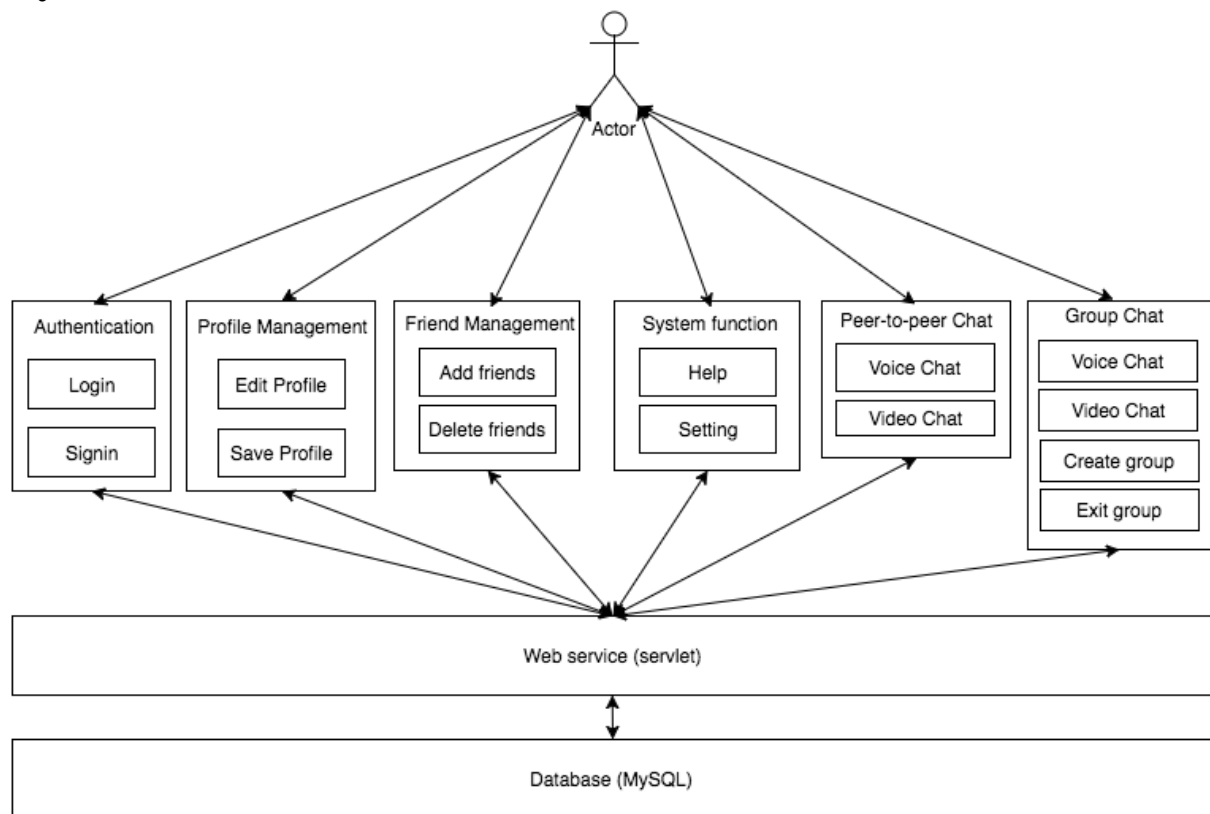 Actor
Authentication
Login
Signin
Profile Management
Edit Profile
Save Profile
Friend Management
Add friends
Delete friends
System function
Help
Setting
Peer-to-peer Chat
Voice Chat
Video Chat
Group Chat
Voice Chat
Video Chat
Create group
Exit group
Web service (servlet)
Database (MySQL)